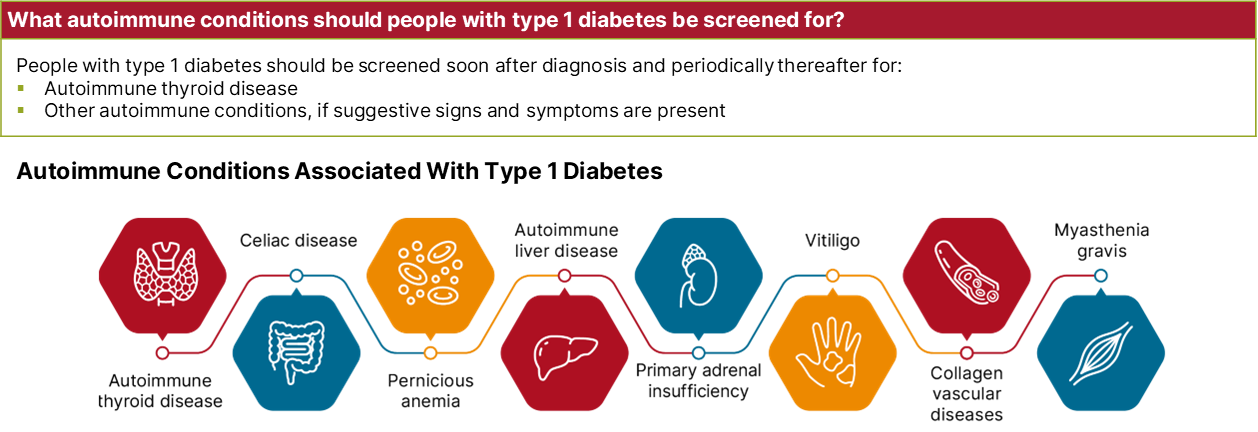 What autoimmune conditions should people with type 1 diabetes be screened for?
People with type 1 diabetes should be screened soon after diagnosis and periodically thereafter for:
▪ Autoimmune thyroid disease
▪ Other autoimmune conditions, if suggestive signs and symptoms are present
Autoimmune Conditions Associated With Type 1 Diabetes
Autoimmune
thyroid disease
Celiac disease
Pernicious
anemia
Autoimmune
liver disease
Primary adrenal
insufficiency
Vitiligo
Collagen
vascular
diseases
Myasthenia
gravis